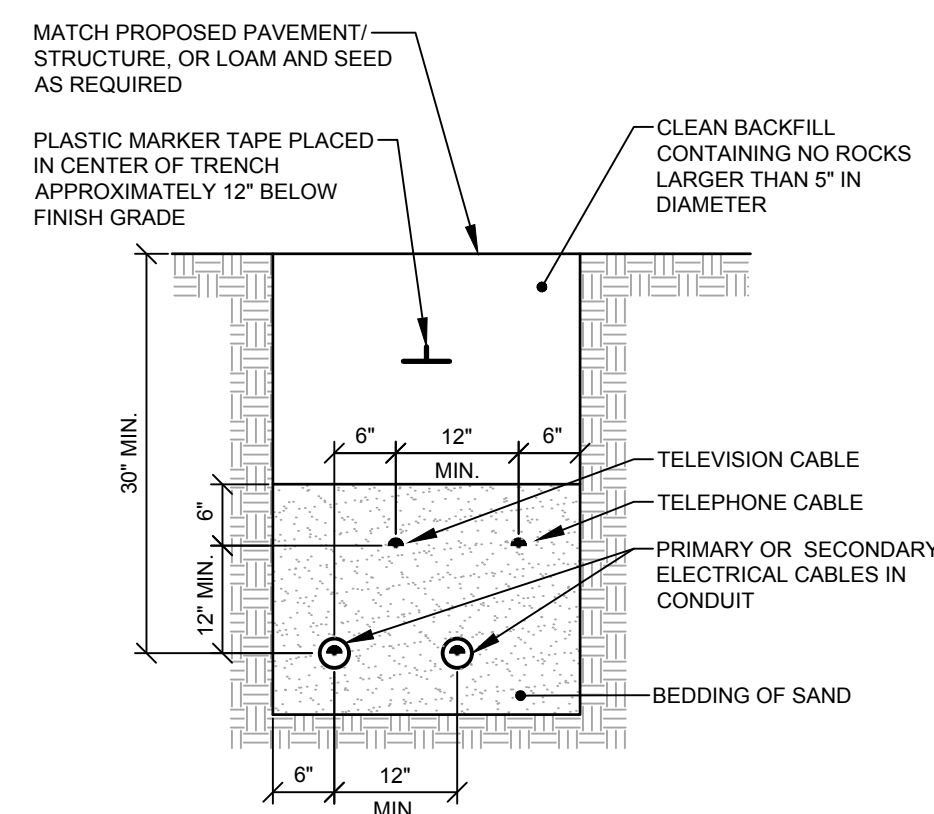 MATCH PROPOSED PAVEMENT/
STRUCTURE, OR LOAM AND SEED
AS REQUIRED
PLASTIC MARKER TAPE PLACED
IN CENTER OF TRENCH
APPROXIMATELY 12" BELOW
FINISH GRADE
CLEAN BACKFILL
CONTAINING NO ROCKS
LARGER THAN 5" IN
DIAMETER
30" MIN.
6"
12"
MIN.
6"
6"
12" MIN.
TELEVISION CABLE
TELEPHONE CABLE
PRIMARY OR SECONDARY
ELECTRICAL CABLES IN
CONDUIT
BEDDING OF SAND
6"
12"
MIN